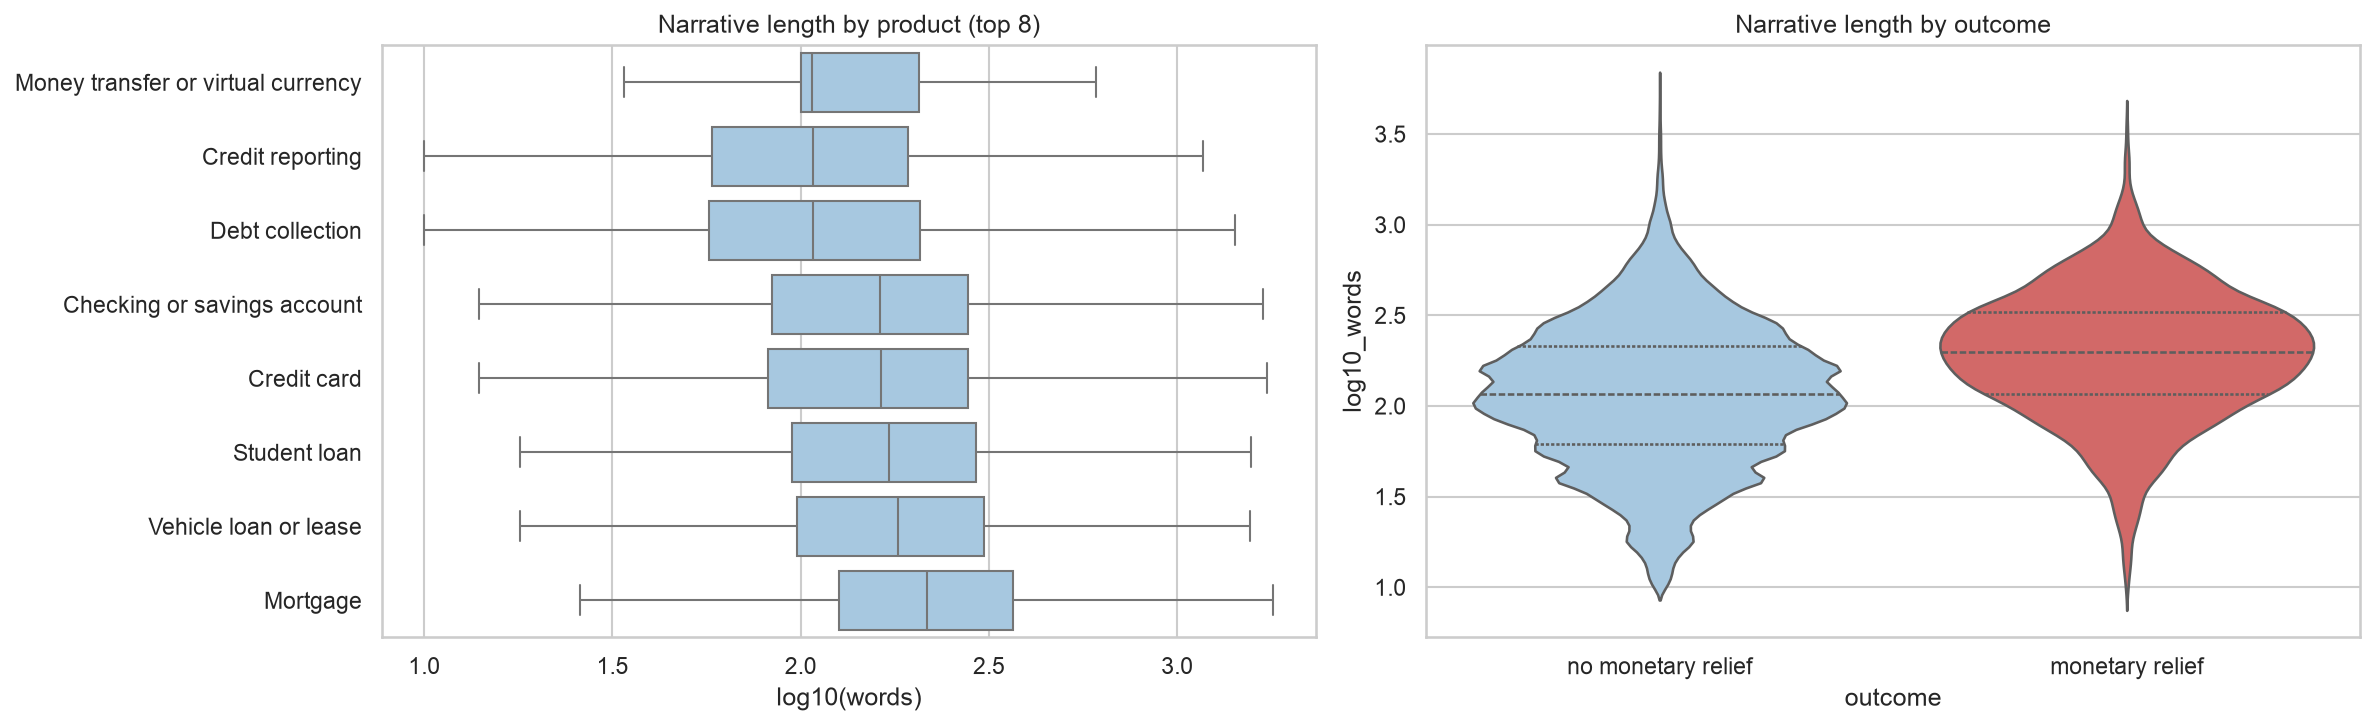 Narrative length by product (top 8)
Money transfer or virtual currency
Credit reporting
Debt collection
Checking or savings account
Credit card
Student loan
Vehicle loan or lease
Mortgage
1.0
1.5
2.0
2.5
3.0
log10(words)
Narrative length by outcome
log10_words
3.5
3.0
2.5
2.0
1.5
1.0
no monetary relief
monetary relief
outcome